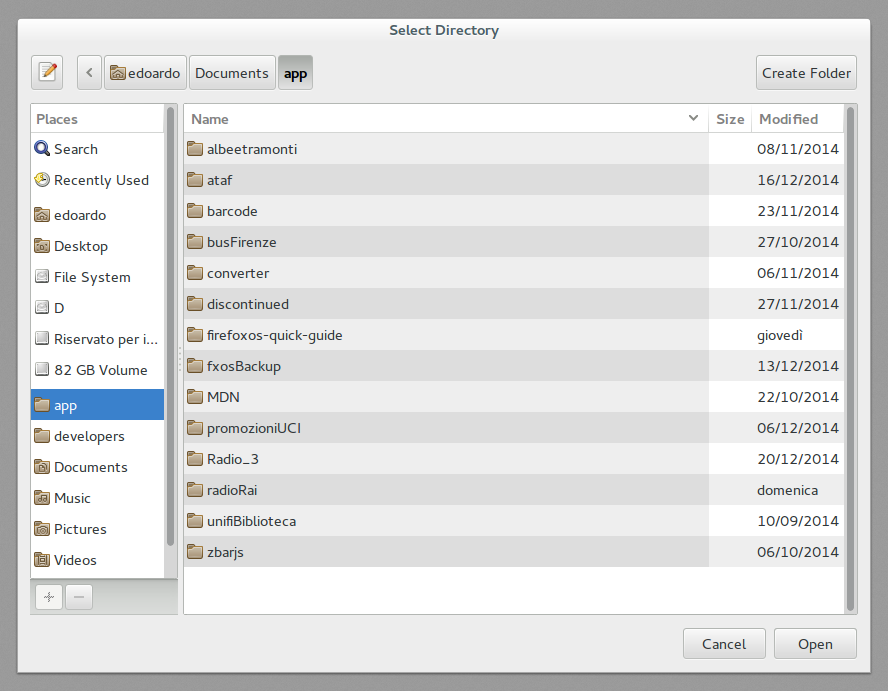 Select Directory
edoardo Documents app Create Folder
Places
Search
Recently Used
edoardo
Desktop
File System
D
Riservato per i...
82 GB Volume
app
developers
Documents
Music
Pictures
Videos
Name Size Modified
albeetramonti 08/11/2014
ataf 16/12/2014
barcode 23/11/2014
busFirenze 27/10/2014
converter 06/11/2014
discontinued 27/11/2014
firefoxos-quick-guide giovedì
fxosBackup 13/12/2014
MDN 22/10/2014
promozioniUCI 06/12/2014
Radio_3 20/12/2014
radioRai domenica
unifiBiblioteca 10/09/2014
zbarjs 06/10/2014
Cancel Open